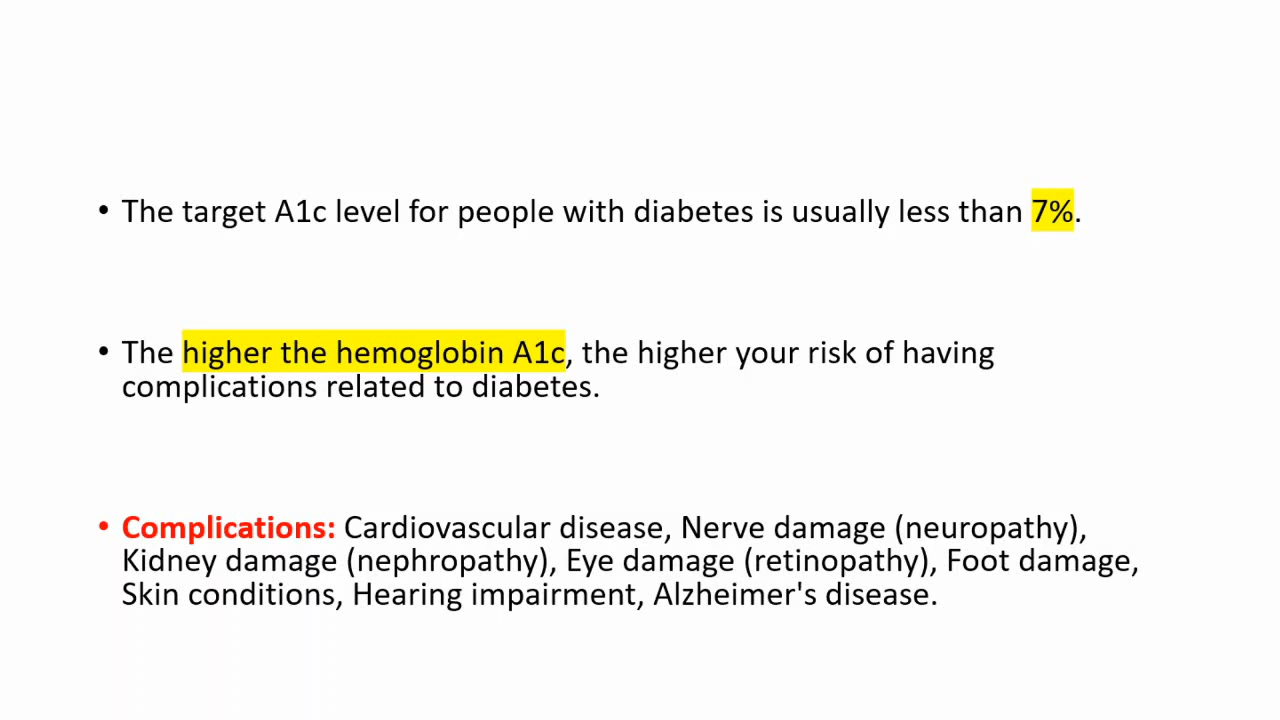 • The target A1c level for people with diabetes is usually less than 7%.
• The higher the hemoglobin A1c, the higher your risk of having
complications related to diabetes.
• Complications: Cardiovascular disease, Nerve damage (neuropathy),
Kidney damage (nephropathy), Eye damage (retinopathy), Foot damage,
Skin conditions, Hearing impairment, Alzheimer's disease.